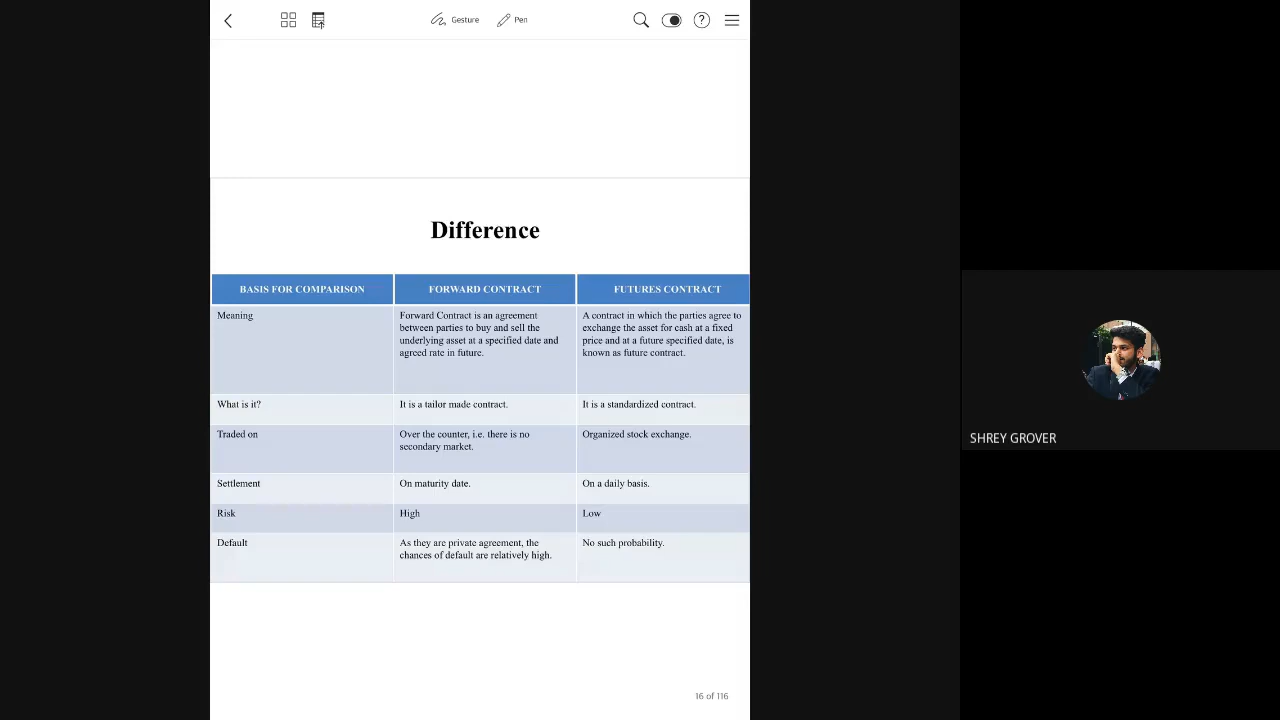 Gesture Pen
Difference
BASIS FOR COMPARISON FORWARD CONTRACT FUTURES CONTRACT
Meaning
Forward Contract is an agreement
between parties to buy and sell the
underlying asset at a specified date and
agreed rate in future.
A contract in which the parties agree to
exchange the asset for cash at a fixed
price and at a future specified date, is
known as future contract.
What is it? It is a tailor made contract. It is a standardized contract.
Traded on
Over the counter, i.e. there is no
secondary market.
Organized stock exchange.
Settlement On maturity date. On a daily basis.
Risk High Low
Default
As they are private agreement, the
chances of default are relatively high.
No such probability.
16 of 116
SHREY GROVER